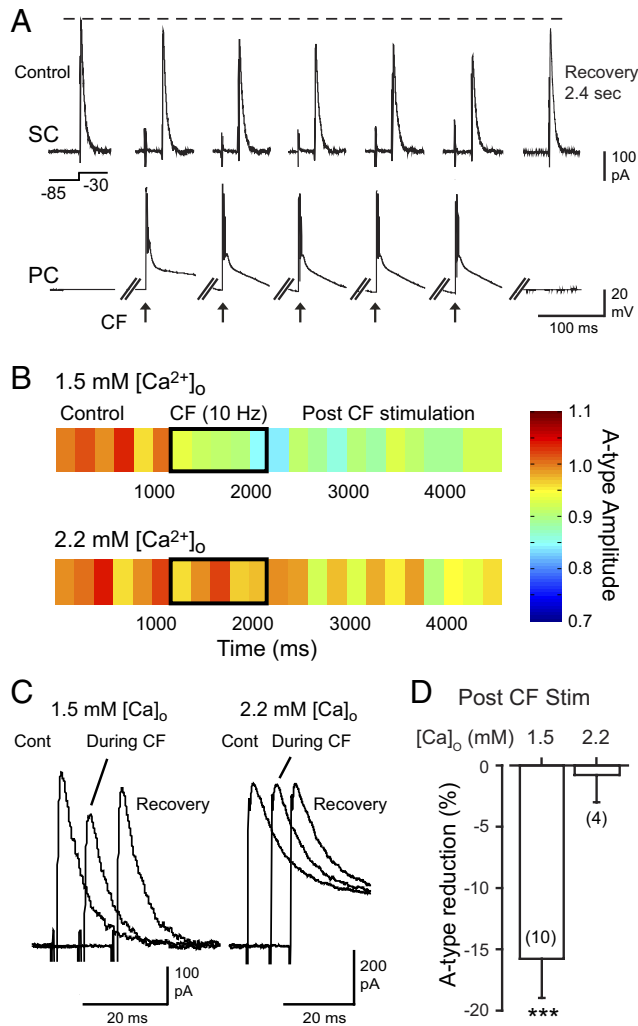 A
Control
Recovery
2.4 sec
SC
100
pA
-85
-30
PC
20
mV
CF
100 ms
B
1.5 mM [Ca²⁺]ₒ
Control
CF (10 Hz)
Post CF stimulation
1000
2000
3000
4000
2.2 mM [Ca²⁺]ₒ
1000
2000
3000
4000
Time (ms)
1.1
1.0
0.9
0.8
0.7
A-type Amplitude
C
1.5 mM [Ca]ₒ
2.2 mM [Ca]ₒ
Cont
During CF
Cont
During CF
Recovery
Recovery
100
pA
200
pA
20 ms
20 ms
D
Post CF Stim
[Ca]ₒ (mM)
1.5
2.2
0
-5
-10
-15
-20
A-type reduction (%)
(4)
(10)
***